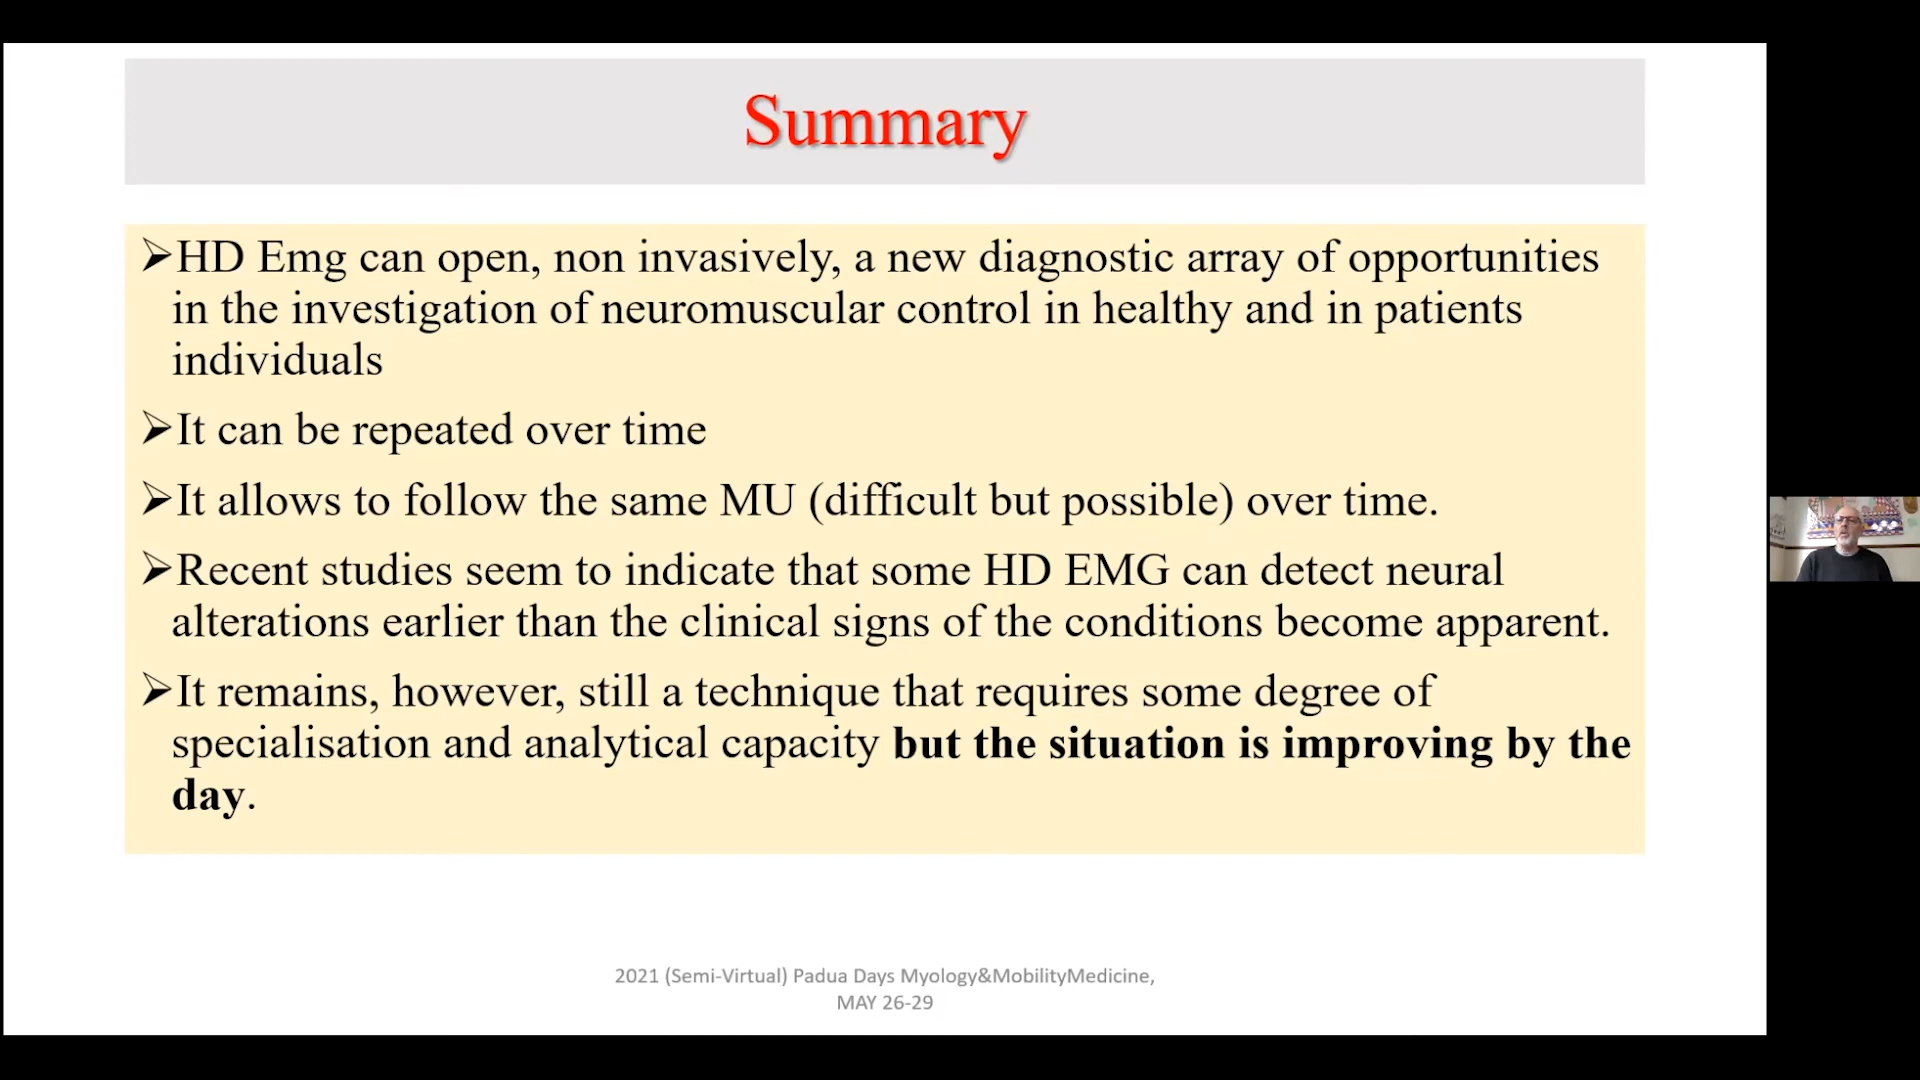 Summary
➢HD Emg can open, non invasively, a new diagnostic array of opportunities
in the investigation of neuromuscular control in healthy and in patients
individuals
➢It can be repeated over time
➢It allows to follow the same MU (difficult but possible) over time.
➢Recent studies seem to indicate that some HD EMG can detect neural
alterations earlier than the clinical signs of the conditions become apparent.
➢It remains, however, still a technique that requires some degree of
specialisation and analytical capacity but the situation is improving by the
day.
2021 (Semi-Virtual) Padua Days Myology&MobilityMedicine,
MAY 26-29